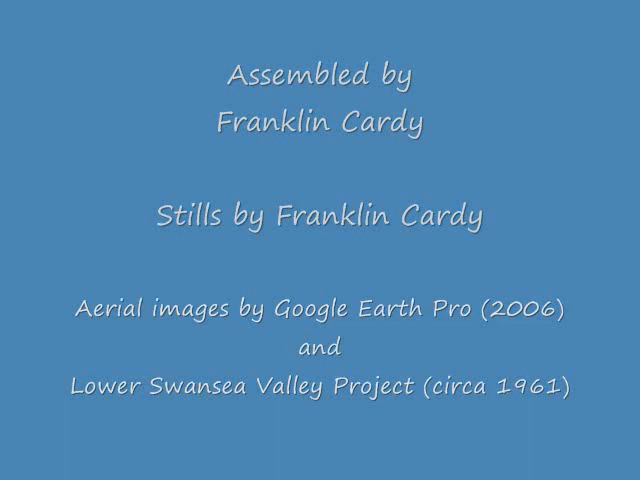 Assembled by
Franklin Cardy
Stills by Franklin Cardy
Aerial images by Google Earth Pro (2006)
and
Lower Swansea Valley Project (circa 1961)